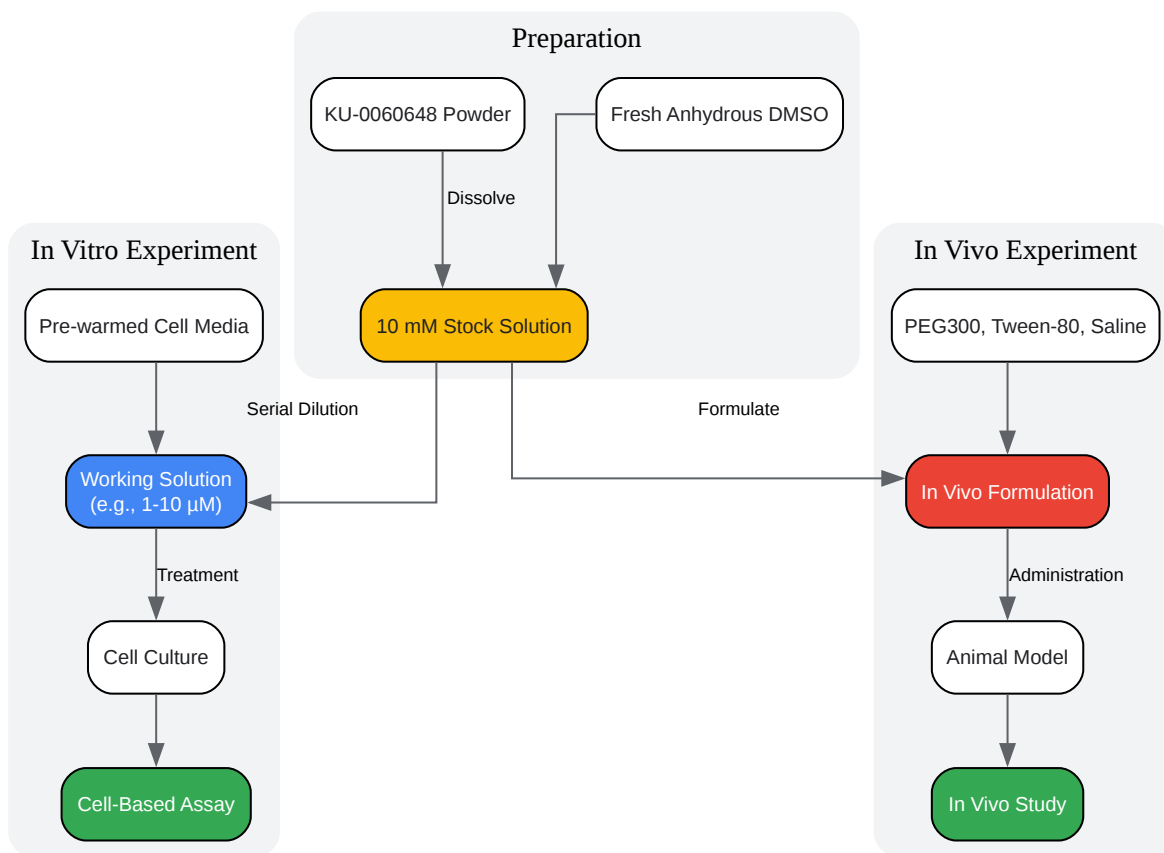 Preparation
KU-0060648 Powder
Fresh Anhydrous DMSO
Dissolve
10 mM Stock Solution
In Vitro Experiment
Pre-warmed Cell Media
Serial Dilution
Working Solution
(e.g., 1-10 µM)
Treatment
Cell Culture
Cell-Based Assay
In Vivo Experiment
PEG300, Tween-80, Saline
Formulate
In Vivo Formulation
Administration
Animal Model
In Vivo Study